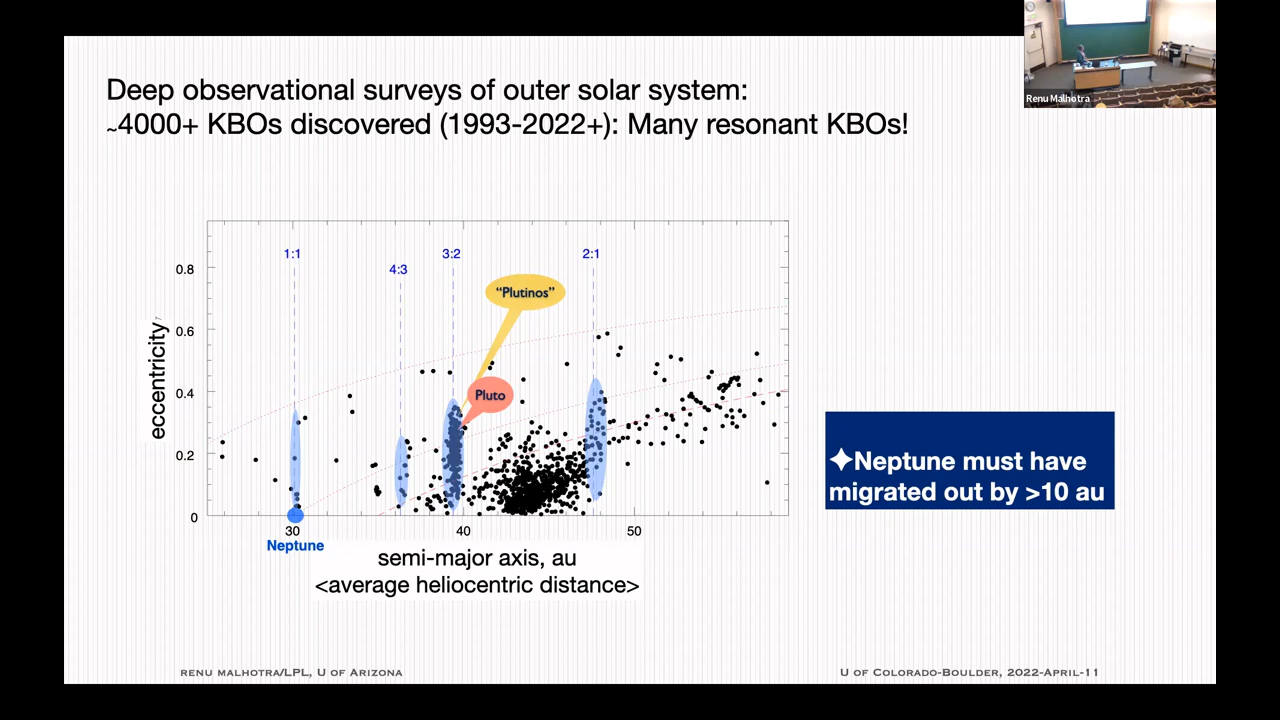 Renu Malhotra
Deep observational surveys of outer solar system:
~4000+ KBOs discovered (1993-2022+): Many resonant KBOs!
1:1
4:3
3:2
2:1
“Plutinos”
Pluto
0.8
0.6
0.4
0.2
0
eccentricity
30
40
50
Neptune
semi-major axis, au
<average heliocentric distance>
✦Neptune must have
migrated out by >10 au
RENU MALHOTRA/LPL, U OF ARIZONA
U OF COLORADO-BOULDER, 2022-APRIL-11